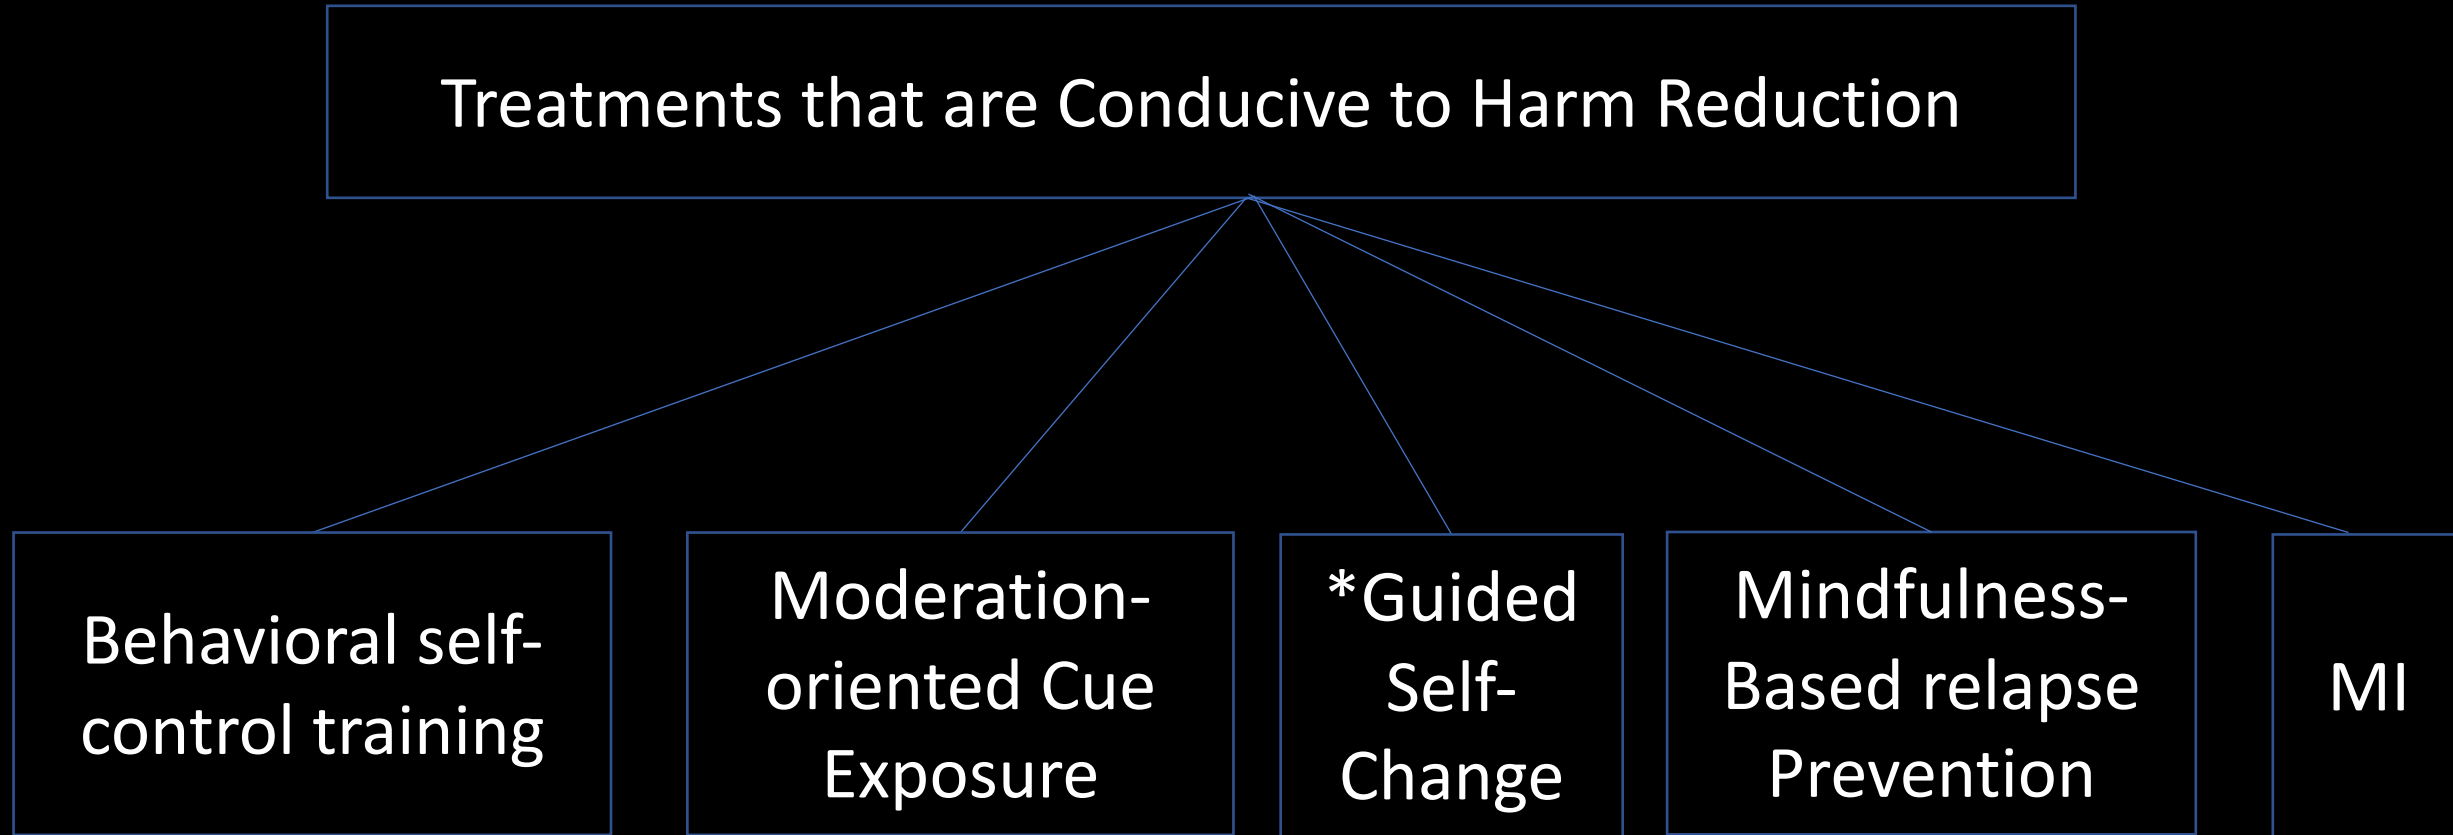 Treatments that are Conducive to Harm Reduction
Behavioral self-
control training
Moderation-
oriented Cue
Exposure
*Guided
Self-
Change
Mindfulness-
Based relapse
Prevention
MI